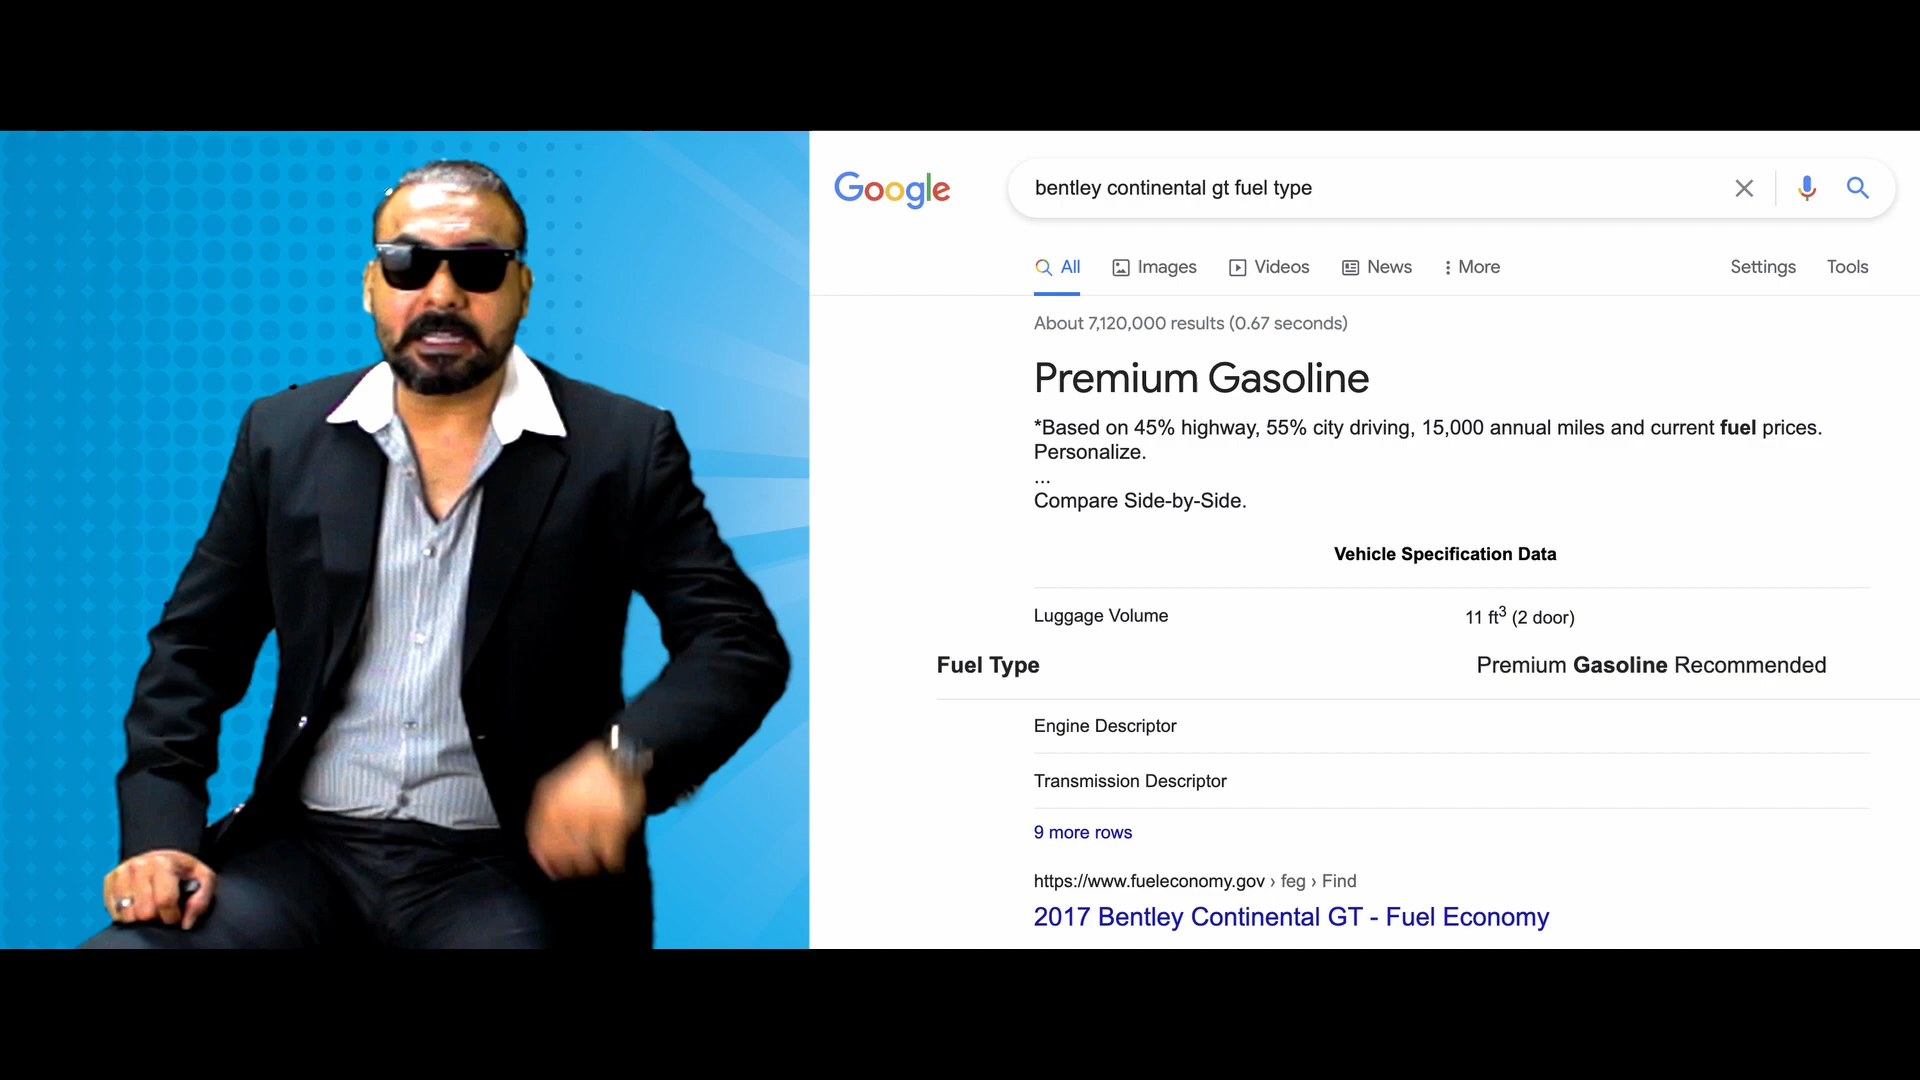 Google
bentley continental gt fuel type
All Images Videos News More Settings Tools
About 7,120,000 results (0.67 seconds)
Premium Gasoline
*Based on 45% highway, 55% city driving, 15,000 annual miles and current fuel prices.
Personalize.
...
Compare Side-by-Side.
Vehicle Specification Data
Luggage Volume 11 ft³ (2 door)
Fuel Type Premium Gasoline Recommended
Engine Descriptor
Transmission Descriptor
9 more rows
https://www.fueleconomy.gov › feg › Find
2017 Bentley Continental GT - Fuel Economy